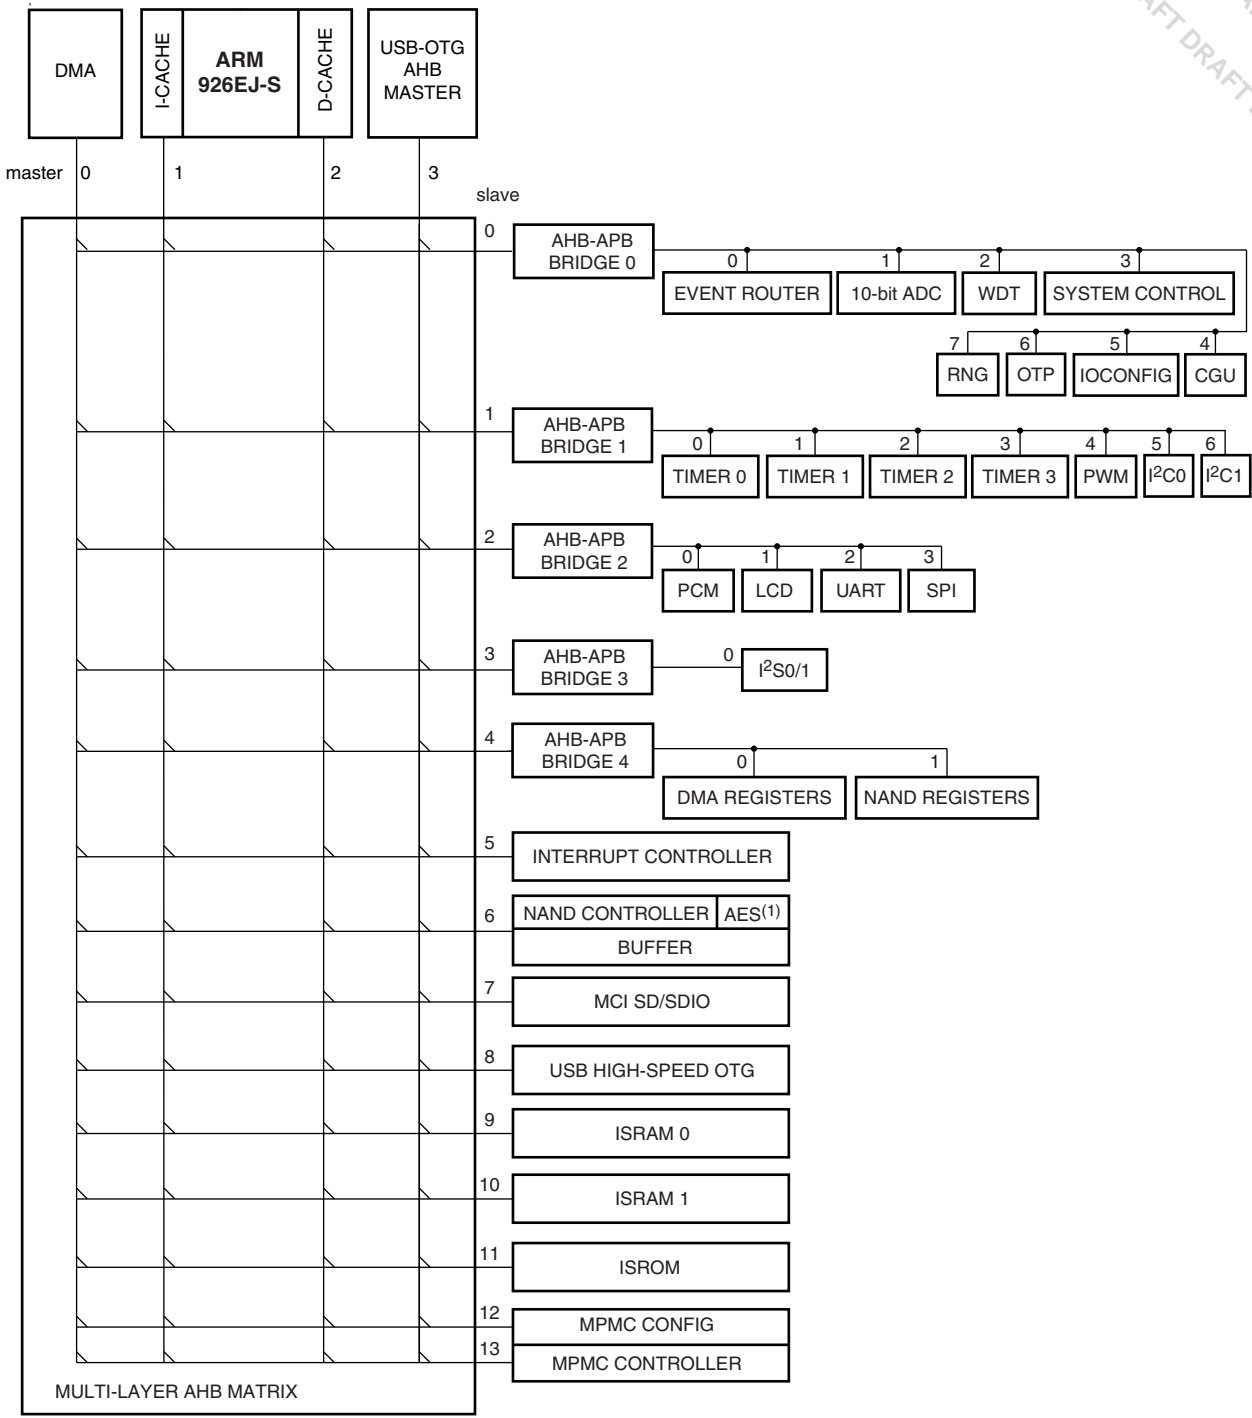 DRAFT DRAFT
DMA
I-CACHE
ARM
926EJ-S
D-CACHE
USB-OTG
AHB
MASTER
master 0 1 2 3
slave
0
AHB-APB
BRIDGE 0
0 1 2 3
EVENT ROUTER 10-bit ADC WDT SYSTEM CONTROL
7 6 5 4
RNG OTP IOCONFIG CGU
1
AHB-APB
BRIDGE 1
0 1 2 3 4 5 6
TIMER 0 TIMER 1 TIMER 2 TIMER 3 PWM I²C0 I²C1
2
AHB-APB
BRIDGE 2
0 1 2 3
PCM LCD UART SPI
3
AHB-APB
BRIDGE 3
0
I²S0/1
4
AHB-APB
BRIDGE 4
0 1
DMA REGISTERS NAND REGISTERS
5
INTERRUPT CONTROLLER
6
NAND CONTROLLER AES(1)
BUFFER
7
MCI SD/SDIO
8
USB HIGH-SPEED OTG
9
ISRAM 0
10
ISRAM 1
11
ISROM
12
MPMC CONFIG
13
MPMC CONTROLLER
MULTI-LAYER AHB MATRIX